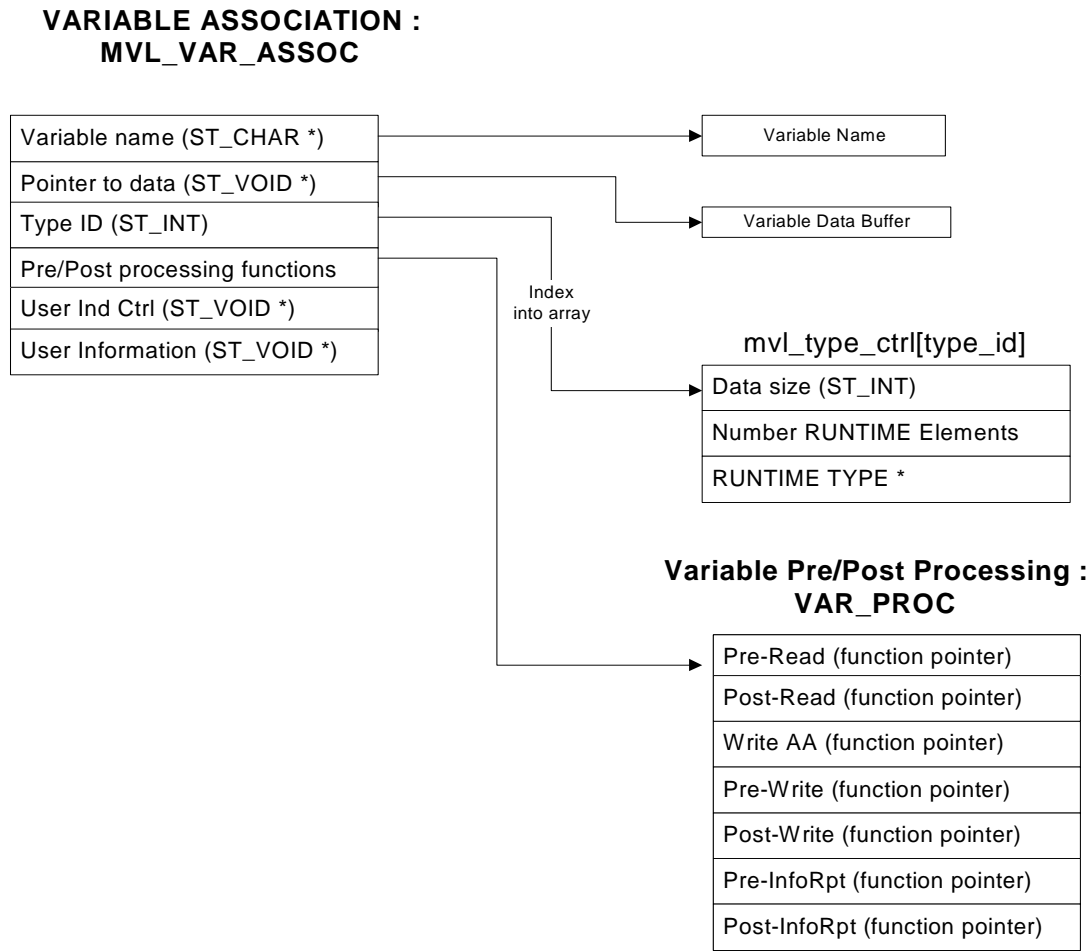 VARIABLE ASSOCIATION :
MVL_VAR_ASSOC
Variable name (ST_CHAR *)
Pointer to data (ST_VOID *)
Type ID (ST_INT)
Pre/Post processing functions
User Ind Ctrl (ST_VOID *)
User Information (ST_VOID *)
Variable Name
Variable Data Buffer
Index
into array
mvl_type_ctrl[type_id]
Data size (ST_INT)
Number RUNTIME Elements
RUNTIME TYPE *
Variable Pre/Post Processing :
VAR_PROC
Pre-Read (function pointer)
Post-Read (function pointer)
Write AA (function pointer)
Pre-Write (function pointer)
Post-Write (function pointer)
Pre-InfoRpt (function pointer)
Post-InfoRpt (function pointer)